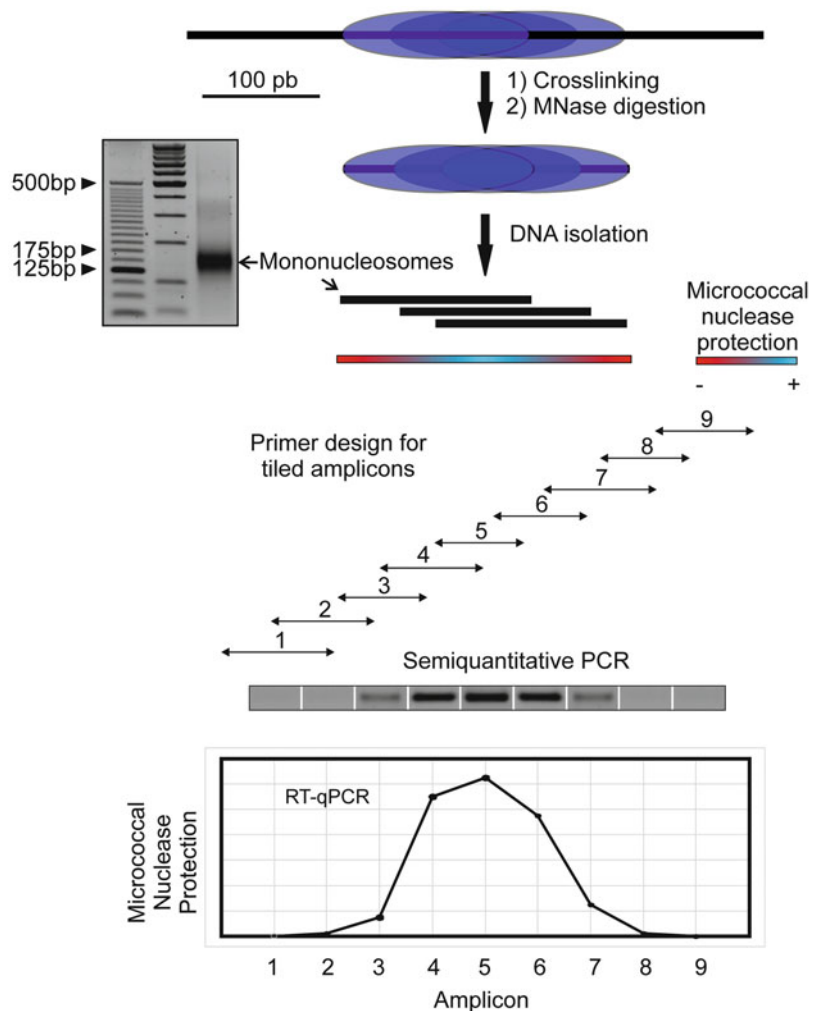 100 pb
1) Crosslinking
2) MNase digestion
500bp
175bp
125bp
Mononucleosomes
DNA isolation
Micrococcal
nuclease
protection
- +
Primer design for
tiled amplicons
9
8
7
6
5
4
3
2
1
Semiquantitative PCR
RT-qPCR
Micrococcal
Nuclease
Protection
1 2 3 4 5 6 7 8 9
Amplicon